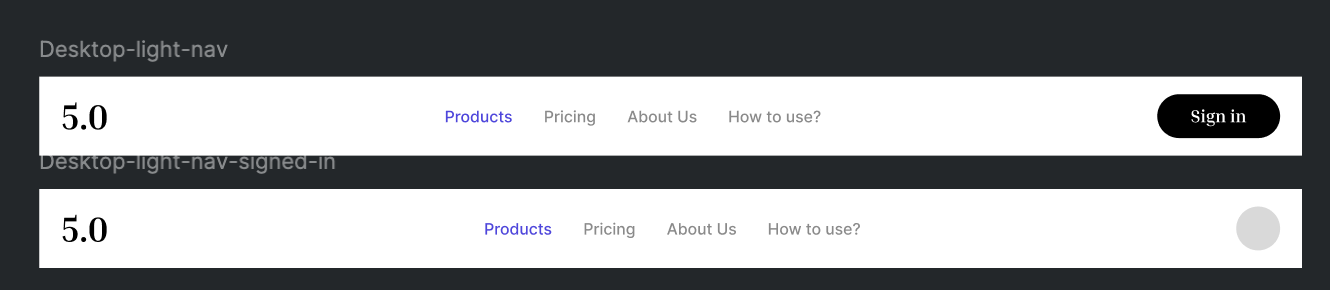 Desktop-light-nav
5.0 Products Pricing About Us How to use? Sign in
Desktop-light-nav-signed-in
5.0 Products Pricing About Us How to use?